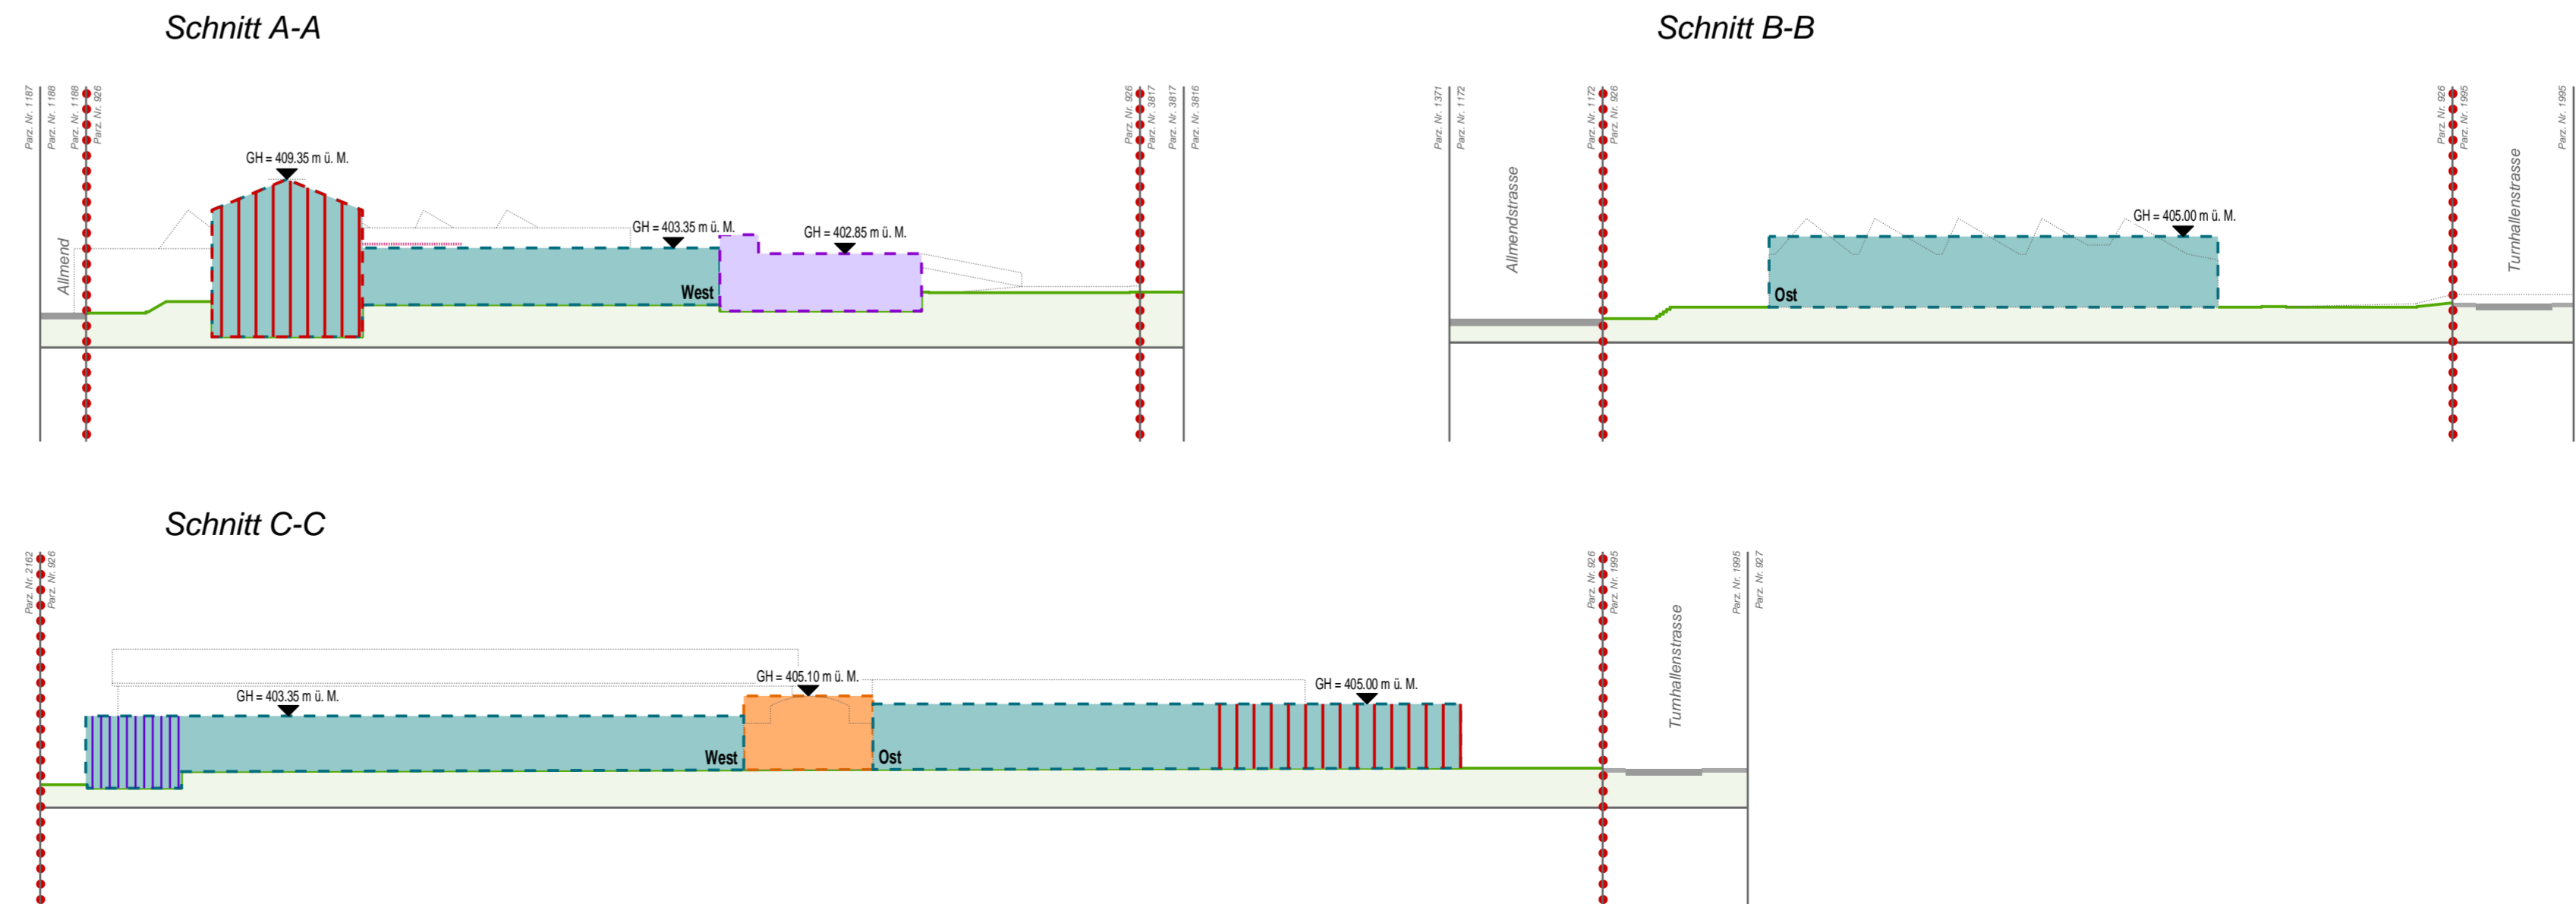 Schnitt A-A
Schnitt B-B
Parz. Nr. 1187
Parz. Nr. 1188
Parz. Nr. 1188
Parz. Nr. 926
Allmend
GH = 409.35 m ü. M.
GH = 403.35 m ü. M.
GH = 402.85 m ü. M.
West
Parz. Nr. 926
Parz. Nr. 3817
Parz. Nr. 3817
Parz. Nr. 3816
Parz. Nr. 1371
Parz. Nr. 1172
Allmendstrasse
Parz. Nr. 1172
Parz. Nr. 926
GH = 405.00 m ü. M.
Ost
Parz. Nr. 926
Parz. Nr. 1995
Turnhallenstrasse
Parz. Nr. 1995
Schnitt C-C
Parz. Nr. 2162
Parz. Nr. 926
GH = 403.35 m ü. M.
GH = 405.10 m ü. M.
GH = 405.00 m ü. M.
West
Ost
Parz. Nr. 926
Parz. Nr. 1995
Turnhallenstrasse
Parz. Nr. 1995
Parz. Nr. 927